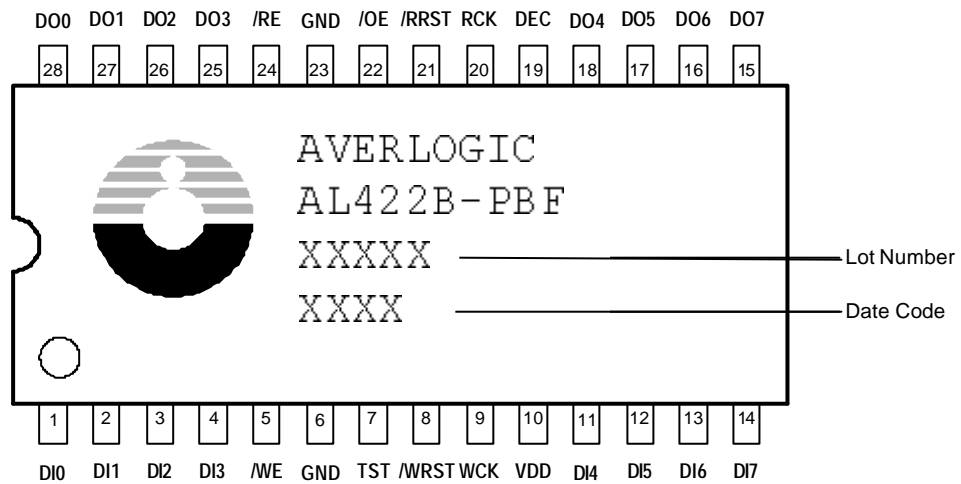 DO0 DO1 DO2 DO3 /RE GND /OE /RRST RCK DEC DO4 DO5 DO6 DO7
28 27 26 25 24 23 22 21 20 19 18 17 16 15
AVERLOGIC
AL422B-PBF
XXXXX
Lot Number
XXXX
Date Code
1 2 3 4 5 6 7 8 9 10 11 12 13 14
DI0 DI1 DI2 DI3 /WE GND TST /WRST WCK VDD DI4 DI5 DI6 DI7